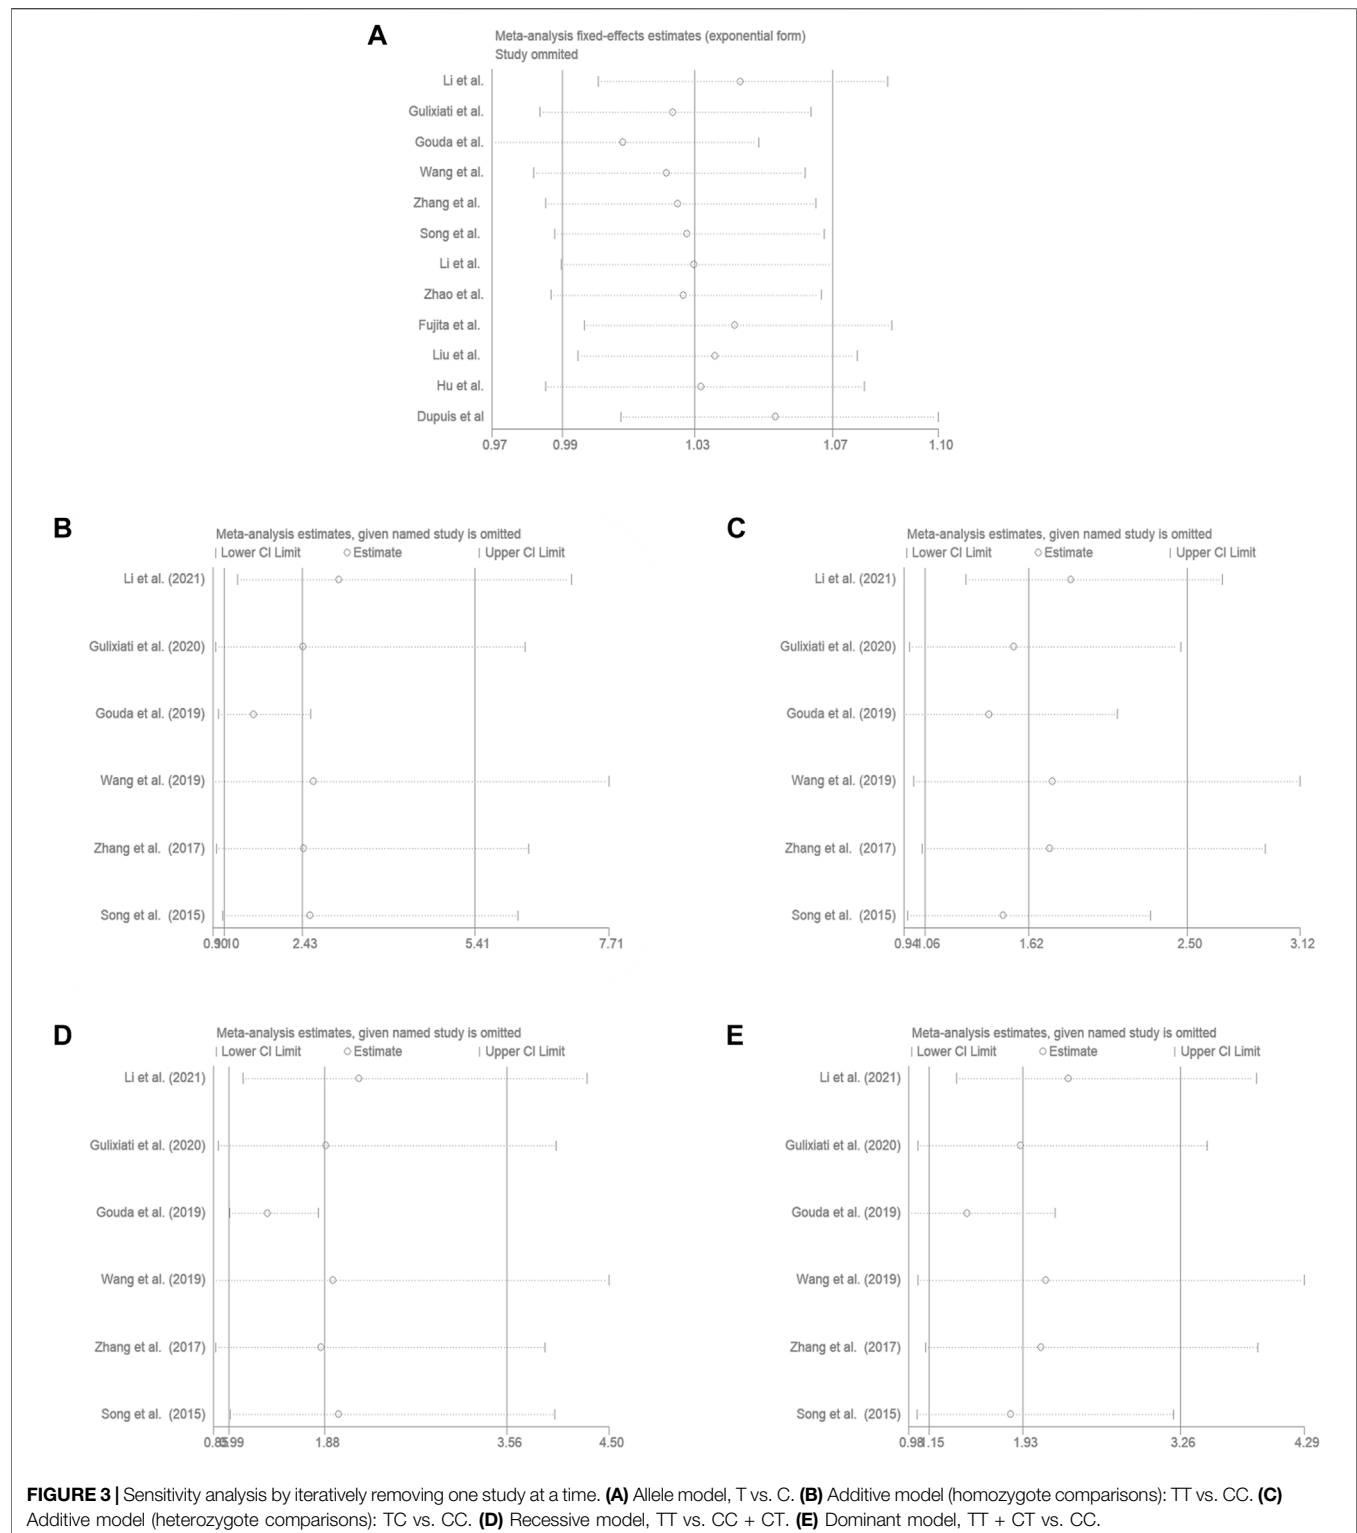 A
Meta-analysis fixed-effects estimates (exponential form)
Study ommited
Li et al.
Gulixiati et al.
Gouda et al.
Wang et al.
Zhang et al.
Song et al.
Li et al.
Zhao et al.
Fujita et al.
Liu et al.
Hu et al.
Dupuis et al
0.97 0.99 1.03 1.07 1.10
B
Meta-analysis estimates, given named study is omitted
| Lower CI Limit ○ Estimate | Upper CI Limit
Li et al. (2021)
Gulixiati et al. (2020)
Gouda et al. (2019)
Wang et al. (2019)
Zhang et al. (2017)
Song et al. (2015)
2.43 5.41 7.71
C
Meta-analysis estimates, given named study is omitted
| Lower CI Limit ○ Estimate | Upper CI Limit
Li et al. (2021)
Gulixiati et al. (2020)
Gouda et al. (2019)
Wang et al. (2019)
Zhang et al. (2017)
Song et al. (2015)
0.94 1.06 1.62 2.50 3.12
D
Meta-analysis estimates, given named study is omitted
| Lower CI Limit ○ Estimate | Upper CI Limit
Li et al. (2021)
Gulixiati et al. (2020)
Gouda et al. (2019)
Wang et al. (2019)
Zhang et al. (2017)
Song et al. (2015)
1.88 3.56 4.50
E
Meta-analysis estimates, given named study is omitted
| Lower CI Limit ○ Estimate | Upper CI Limit
Li et al. (2021)
Gulixiati et al. (2020)
Gouda et al. (2019)
Wang et al. (2019)
Zhang et al. (2017)
Song et al. (2015)
0.98 1.15 1.93 3.26 4.29
FIGURE 3 | Sensitivity analysis by iteratively removing one study at a time. (A) Allele model, T vs. C. (B) Additive model (homozygote comparisons): TT vs. CC. (C)
Additive model (heterozygote comparisons): TC vs. CC. (D) Recessive model, TT vs. CC + CT. (E) Dominant model, TT + CT vs. CC.